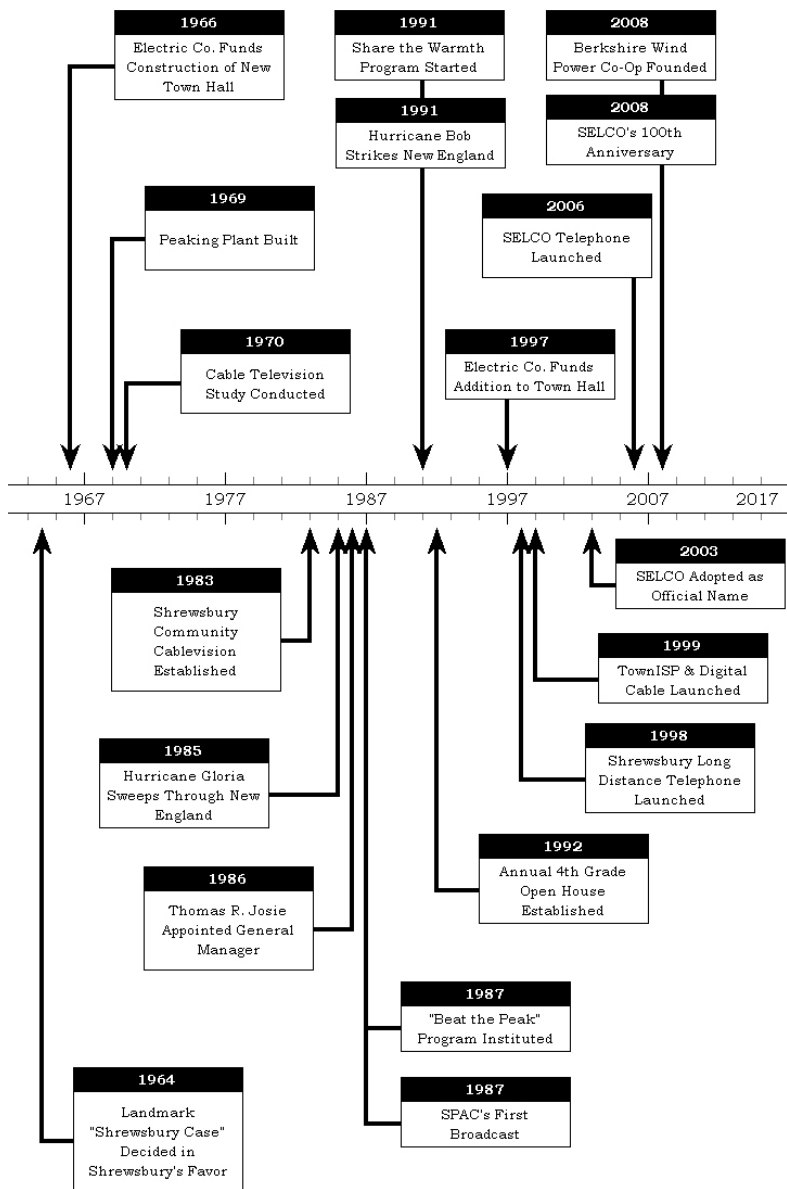 1966
Electric Co. Funds
Construction of New
Town Hall
1991
Share the Warmth
Program Started
1991
Hurricane Bob
Strikes New England
2008
Berkshire Wind
Power Co-Op Founded
2008
SELCO's 100th
Anniversary
1969
Peaking Plant Built
2006
SELCO Telephone
Launched
1970
Cable Television
Study Conducted
1997
Electric Co. Funds
Addition to Town Hall
1967 1977 1987 1997 2007 2017
2003
SELCO Adopted as
Official Name
1983
Shrewsbury
Community
Cablevision
Established
1999
TownISP & Digital
Cable Launched
1985
Hurricane Gloria
Sweeps Through New
England
1998
Shrewsbury Long
Distance Telephone
Launched
1992
Annual 4th Grade
Open House
Established
1986
Thomas R. Josie
Appointed General
Manager
1987
"Beat the Peak"
Program Instituted
1964
Landmark
"Shrewsbury Case"
Decided in
Shrewsbury's Favor
1987
SPAC's First
Broadcast